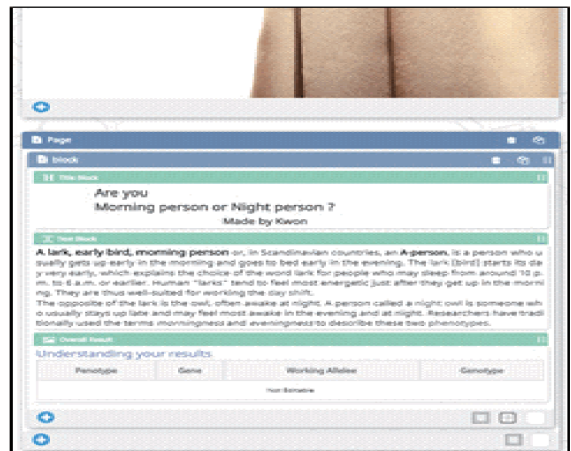 Page
block
Title Block
Are you
Morning person or Night person ?
Made by Kwon
Text Block
A lark, early bird, morning person or, in Scandinavian countries, an A-person, is a person who u
sually gets up early in the morning and goes to bed early in the evening. The lark [bird] starts its da
y very early, which explains the choice of the word lark for people who may sleep from around 10 p.
m. to 6 a.m. or earlier. Human "larks" tend to feel most energetic just after they get up in the morni
ng. They are thus well-suited for working the day shift.
The opposite of the lark is the owl, often awake at night. A person called a night owl is someone wh
o usually stays up late and may feel most awake in the evening and at night. Researchers have tradi
tionally used the terms morningness and eveningness to describe these two phenotypes.
Overall Result
Understanding your results
Penotype Gene Working Allelee Genotype